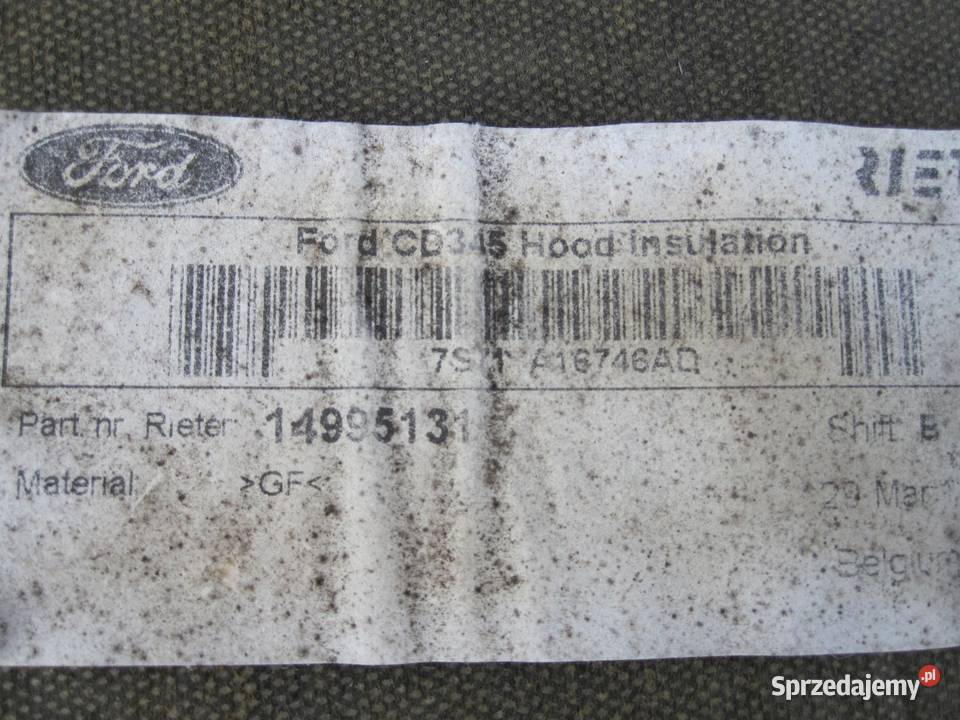 Ford
RIET
Ford CD345 Hood Insulation
7S71 A16746AD
Part. nr. Rieter: 14995131
Shift: B
Material: >GF<
29 Mar
Belgium
Sprzedajemy.pl